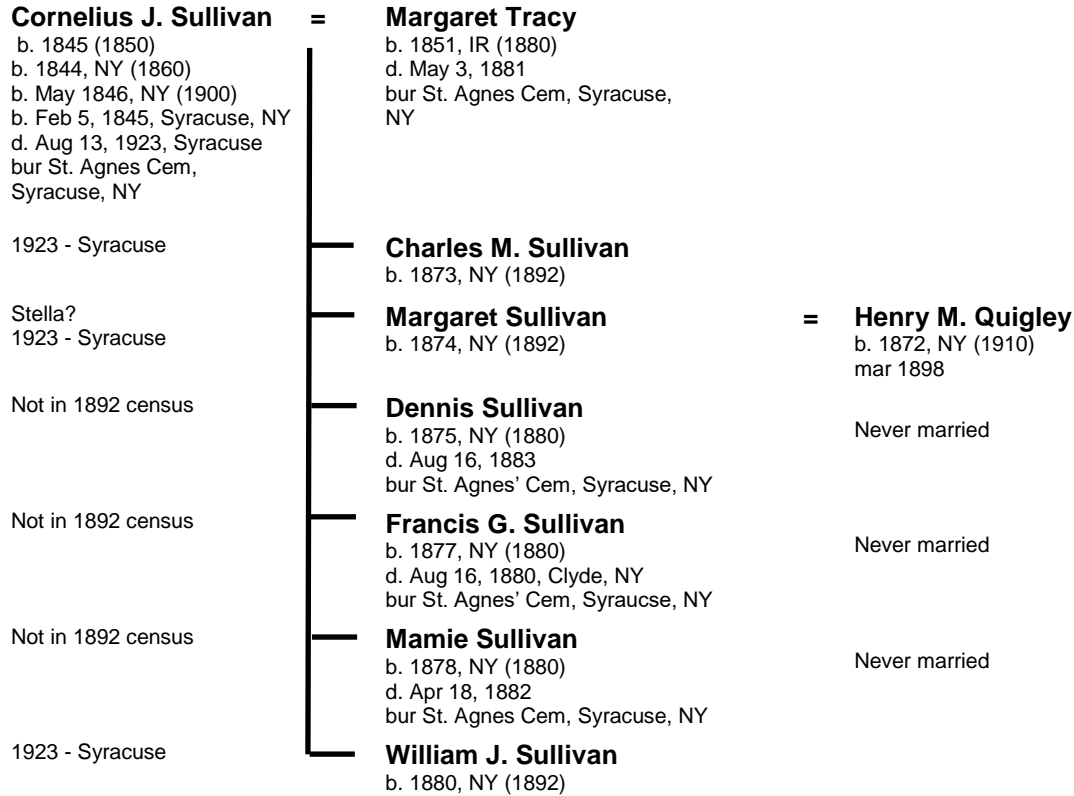 Cornelius J. Sullivan = Margaret Tracy
b. 1845 (1850)
b. 1844, NY (1860)
b. May 1846, NY (1900)
b. Feb 5, 1845, Syracuse, NY
d. Aug 13, 1923, Syracuse
bur St. Agnes Cem,
Syracuse, NY
b. 1851, IR (1880)
d. May 3, 1881
bur St. Agnes Cem, Syracuse,
NY
1923 - Syracuse
Charles M. Sullivan
b. 1873, NY (1892)
Stella?
1923 - Syracuse
Margaret Sullivan = Henry M. Quigley
b. 1874, NY (1892)
b. 1872, NY (1910)
mar 1898
Not in 1892 census
Dennis Sullivan
b. 1875, NY (1880)
d. Aug 16, 1883
bur St. Agnes’ Cem, Syracuse, NY
Never married
Not in 1892 census
Francis G. Sullivan
b. 1877, NY (1880)
d. Aug 16, 1880, Clyde, NY
bur St. Agnes’ Cem, Syraucse, NY
Never married
Not in 1892 census
Mamie Sullivan
b. 1878, NY (1880)
d. Apr 18, 1882
bur St. Agnes Cem, Syracuse, NY
Never married
1923 - Syracuse
William J. Sullivan
b. 1880, NY (1892)